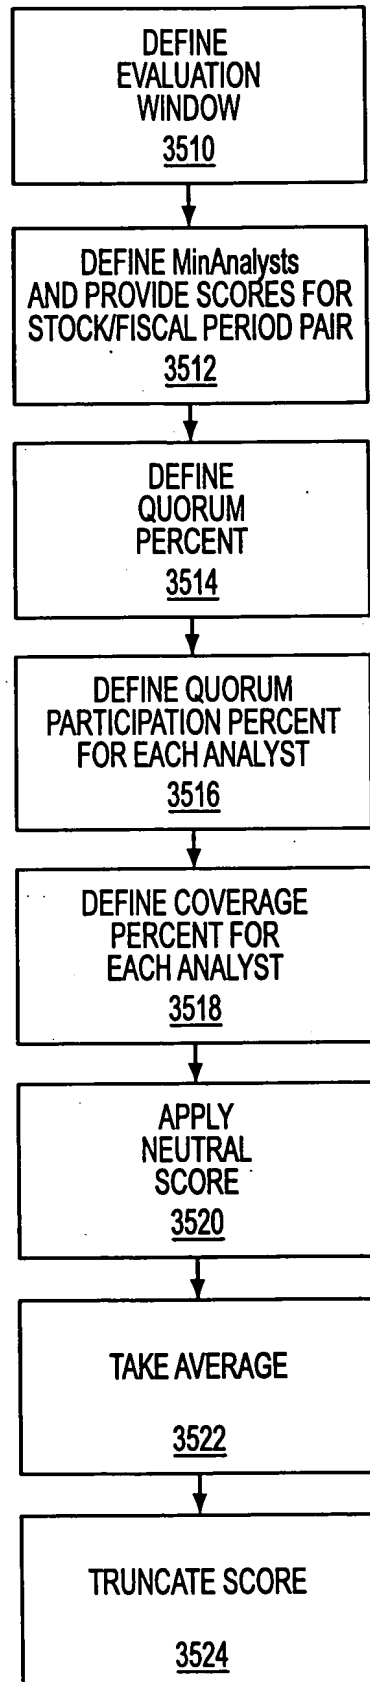 DEFINE
EVALUATION
WINDOW
3510
DEFINE MinAnalysts
AND PROVIDE SCORES FOR
STOCK/FISCAL PERIOD PAIR
3512
DEFINE
QUORUM
PERCENT
3514
DEFINE QUORUM
PARTICIPATION PERCENT
FOR EACH ANALYST
3516
DEFINE COVERAGE
PERCENT FOR
EACH ANALYST
3518
APPLY
NEUTRAL
SCORE
3520
TAKE AVERAGE
3522
TRUNCATE SCORE
3524